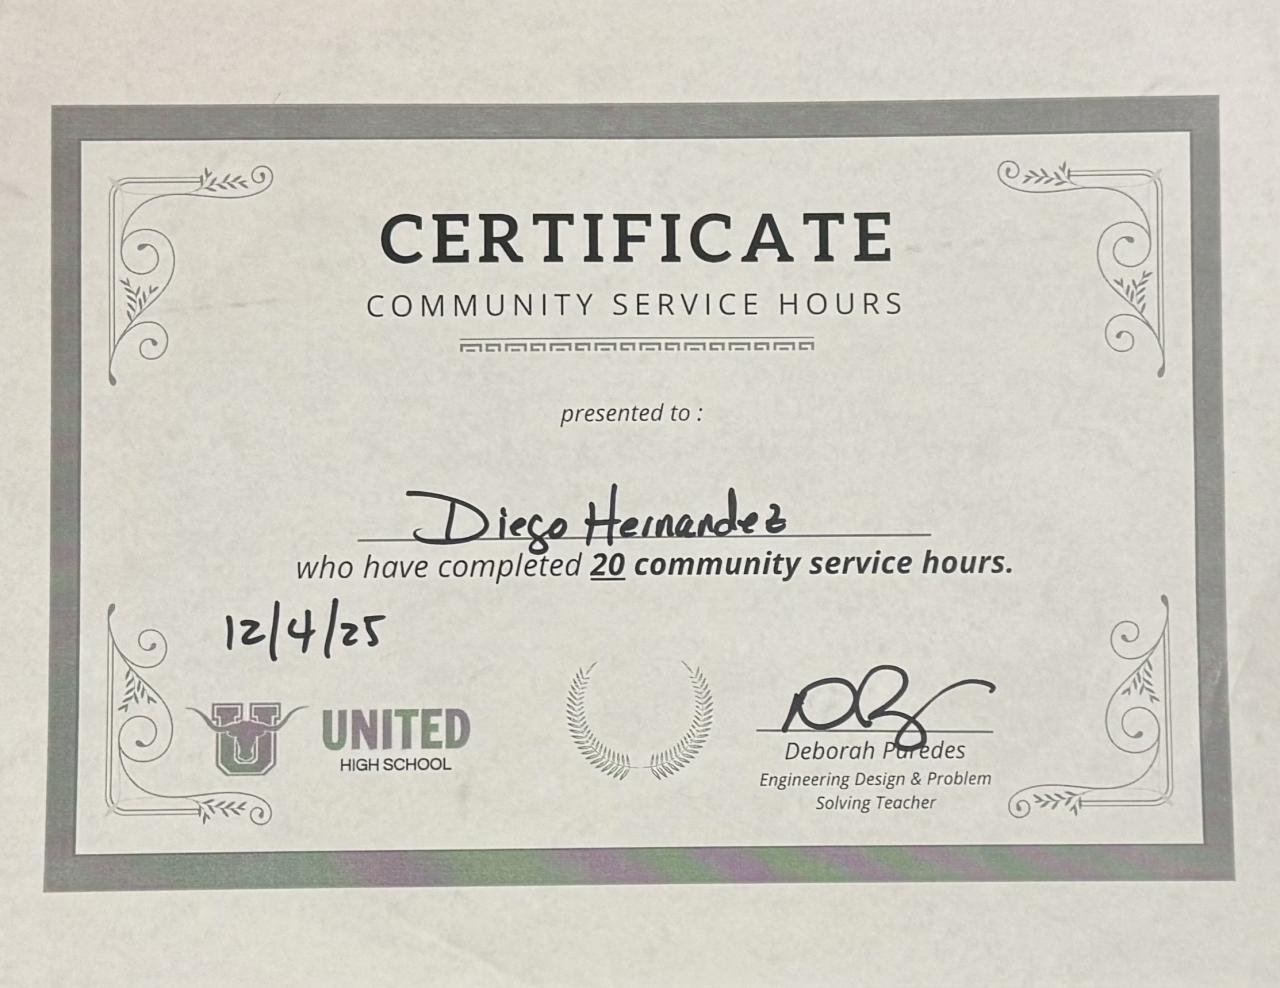 CERTIFICATE
COMMUNITY SERVICE HOURS
presented to :
Diego Hernandez
who have completed 20 community service hours.
12/4/25
U UNITED
HIGH SCHOOL
Deborah Paredes
Engineering Design & Problem
Solving Teacher